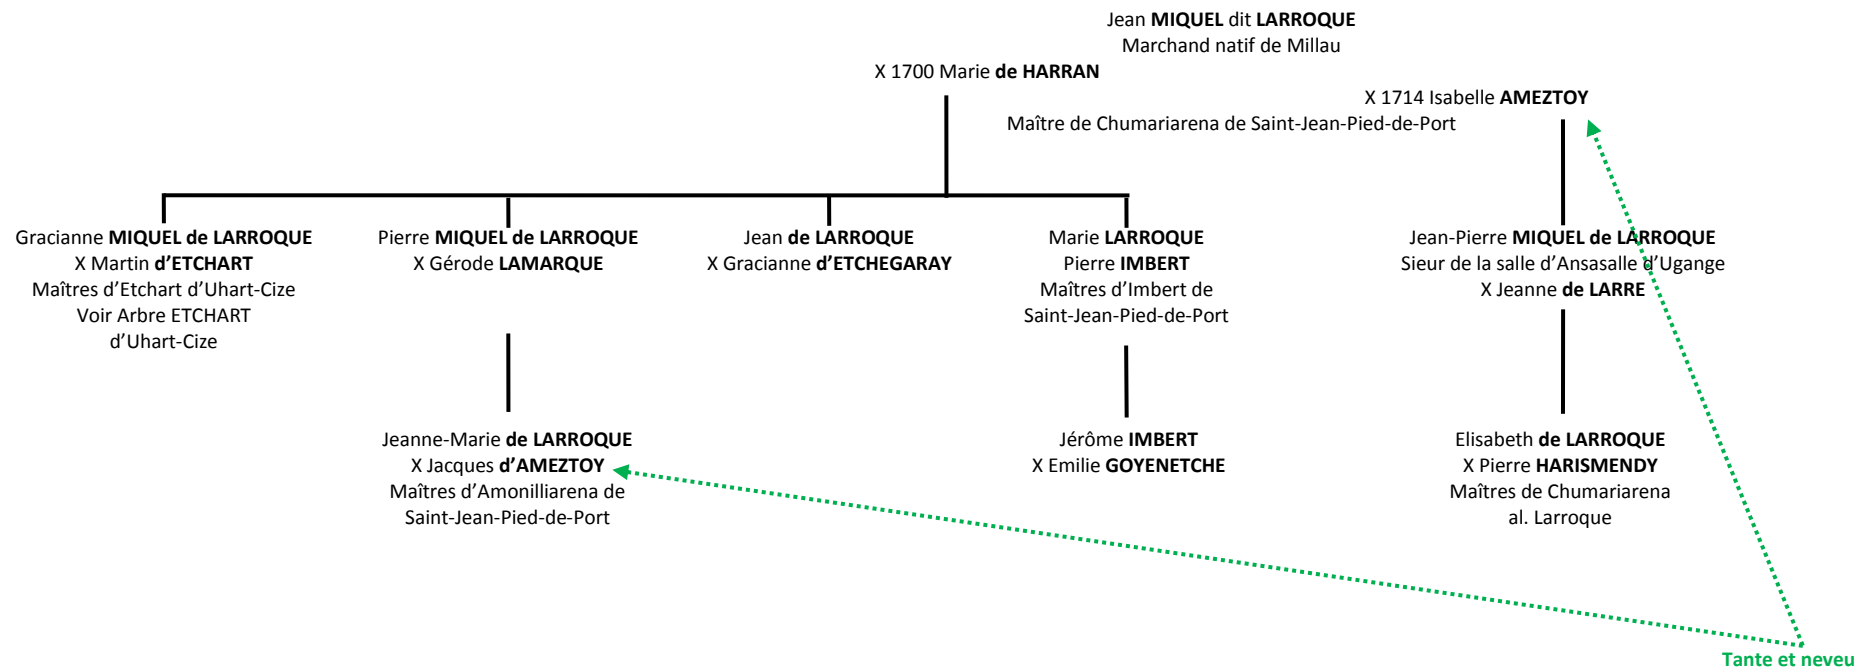 Jean MIQUEL dit LARROQUE
Marchand natif de Millau
X 1700 Marie de HARRAN
X 1714 Isabelle AMEZTOY
Maître de Chumariarena de Saint-Jean-Pied-de-Port
Gracianne MIQUEL de LARROQUE
X Martin d'ETCHART
Maîtres d'Etchart d'Uhart-Cize
Voir Arbre ETCHART
d'Uhart-Cize
Pierre MIQUEL de LARROQUE
X Gérode LAMARQUE
Jean de LARROQUE
X Gracianne d'ETCHEGARAY
Marie LARROQUE
Pierre IMBERT
Maîtres d'Imbert de
Saint-Jean-Pied-de-Port
Jean-Pierre MIQUEL de LARROQUE
Sieur de la salle d'Ansasalle d'Ugange
X Jeanne de LARRE
Jeanne-Marie de LARROQUE
X Jacques d'AMEZTOY
Maîtres d'Amonilliarena de
Saint-Jean-Pied-de-Port
Jérôme IMBERT
X Emilie GOYENETCHE
Elisabeth de LARROQUE
X Pierre HARISMENDY
Maîtres de Chumariarena
al. Larroque
Tante et neveu